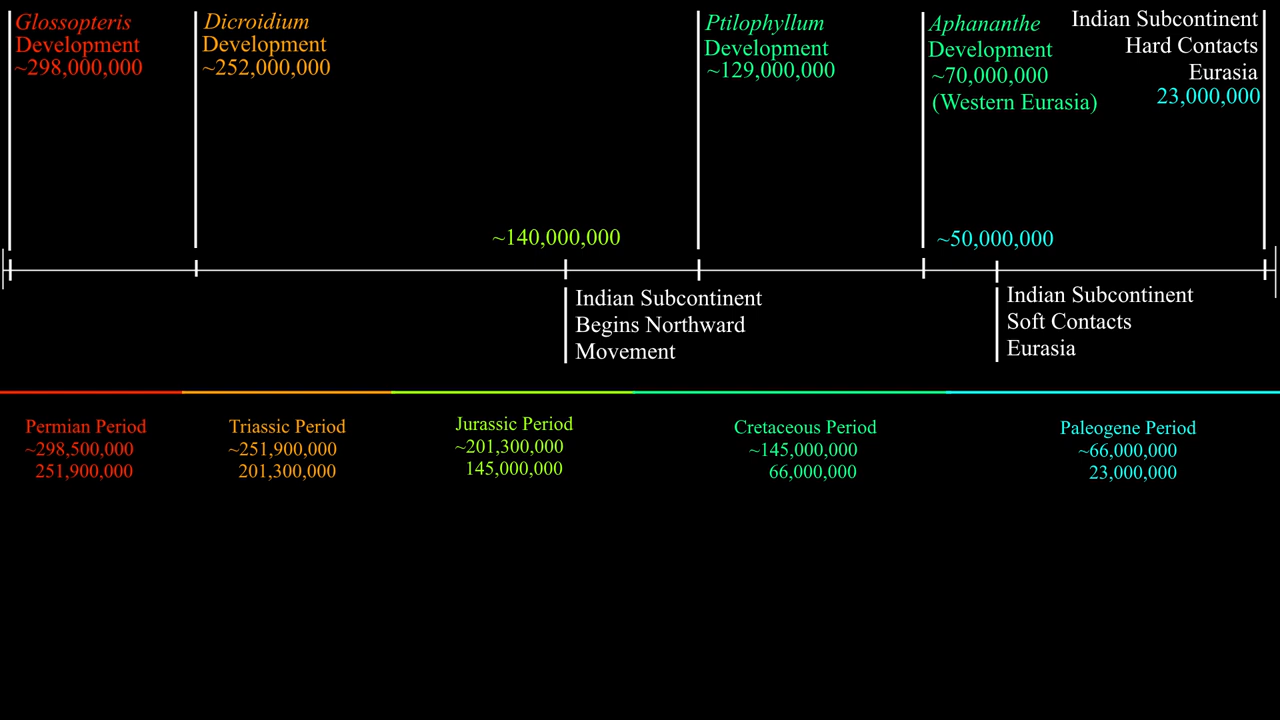 Glossopteris
Development
~298,000,000
Dicroidium
Development
~252,000,000
Ptilophyllum
Development
~129,000,000
Aphananthe
Development
~70,000,000
(Western Eurasia)
Indian Subcontinent
Hard Contacts
Eurasia
23,000,000
~140,000,000
~50,000,000
Indian Subcontinent
Begins Northward
Movement
Indian Subcontinent
Soft Contacts
Eurasia
Permian Period
~298,500,000
251,900,000
Triassic Period
~251,900,000
201,300,000
Jurassic Period
~201,300,000
145,000,000
Cretaceous Period
~145,000,000
66,000,000
Paleogene Period
~66,000,000
23,000,000